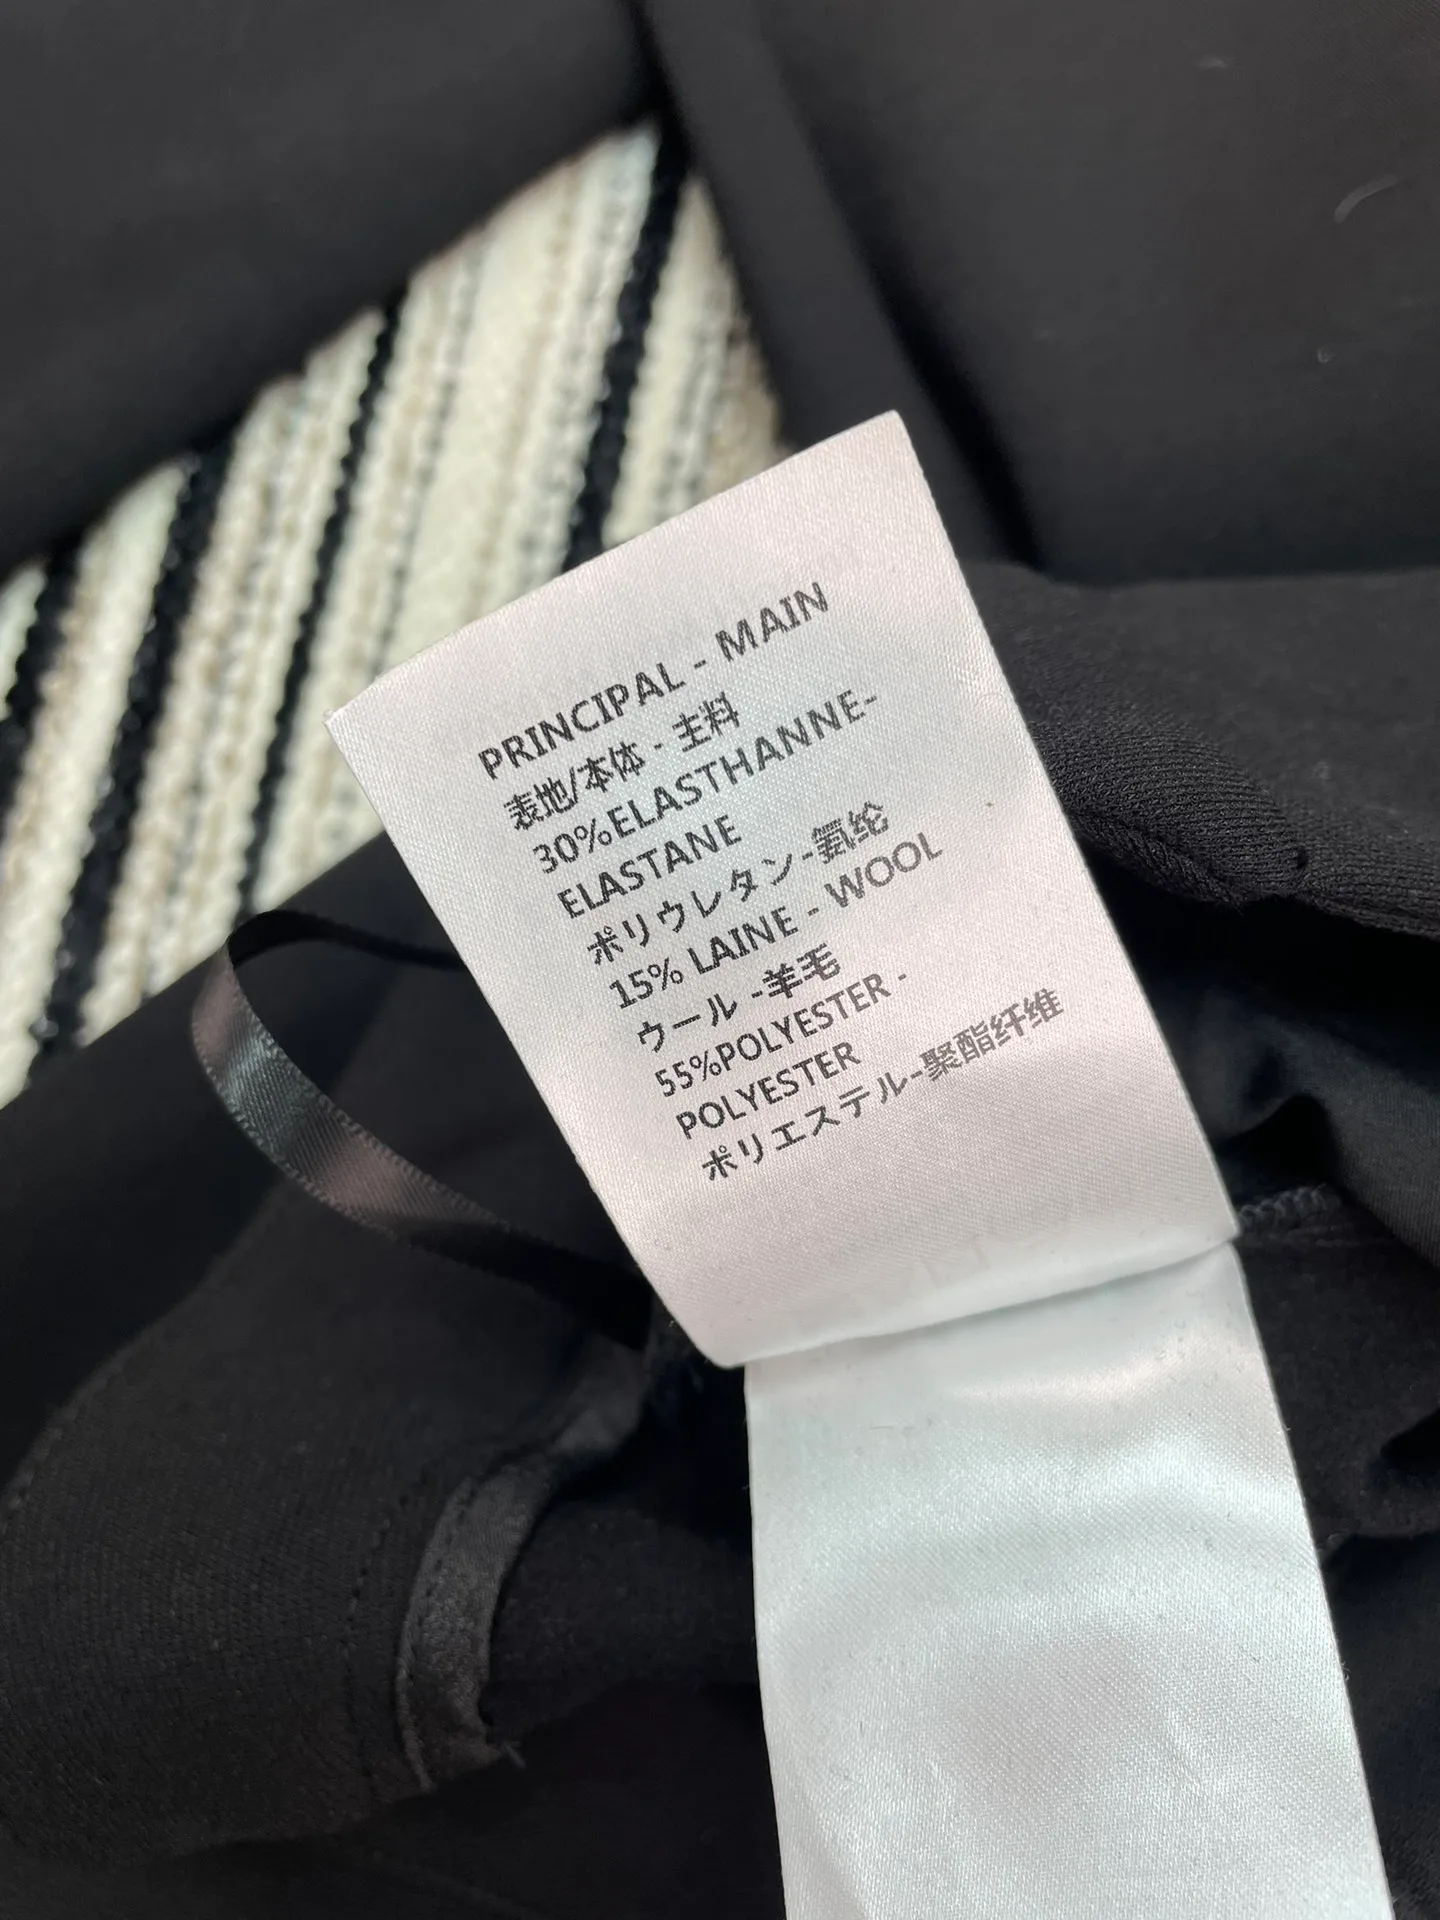 PRINCIPAL - MAIN
表地/本体 - 主料
30%ELASTHANNE-
ELASTANE
ポリウレタン-氨纶
15% LAINE - WOOL
ウール -羊毛
55%POLYESTER -
POLYESTER
ポリエステル-聚酯纤维